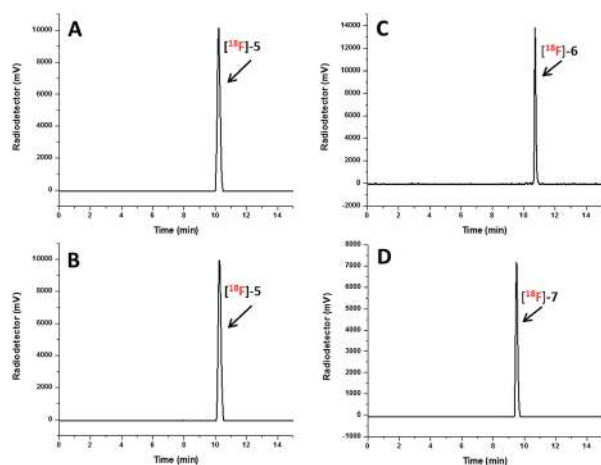 A
[18F]-5
Radiodetector (mV)
10000
8000
6000
4000
2000
0
0 2 4 6 8 10 12 14
Time (min)
C
[18F]-6
Radiodetector (mV)
14000
12000
10000
8000
6000
4000
2000
0
-2000
0 2 4 6 8 10 12 14
Time (min)
B
[18F]-5
Radiodetector (mV)
10000
8000
6000
4000
2000
0
0 2 4 6 8 10 12 14
Time (min)
D
[18F]-7
Radiodetector (mV)
8000
7000
6000
5000
4000
3000
2000
1000
0
-1000
0 2 4 6 8 10 12 14
Time (min)